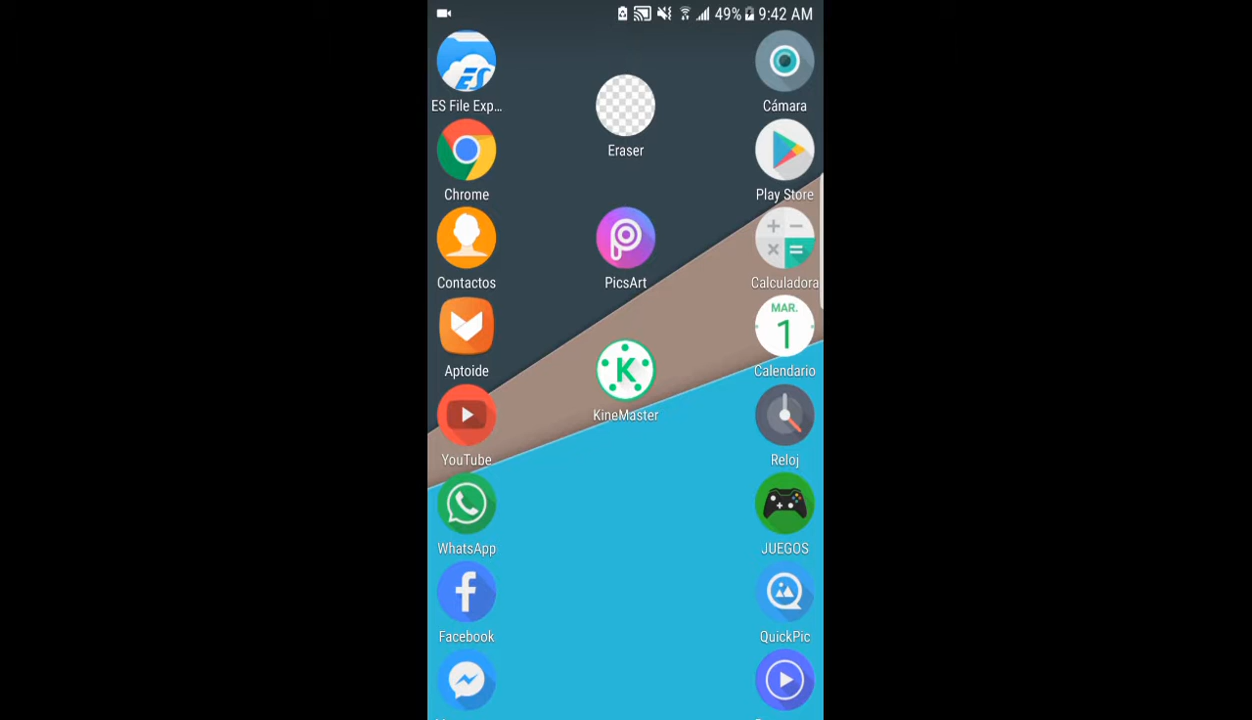 49% 9:42 AM
ES File Exp...
Eraser
Cámara
Chrome
Play Store
Contactos
PicsArt
Calculadora
MAR.
1
Aptoide
Calendario
K
KineMaster
YouTube
Reloj
WhatsApp
JUEGOS
Facebook
QuickPic